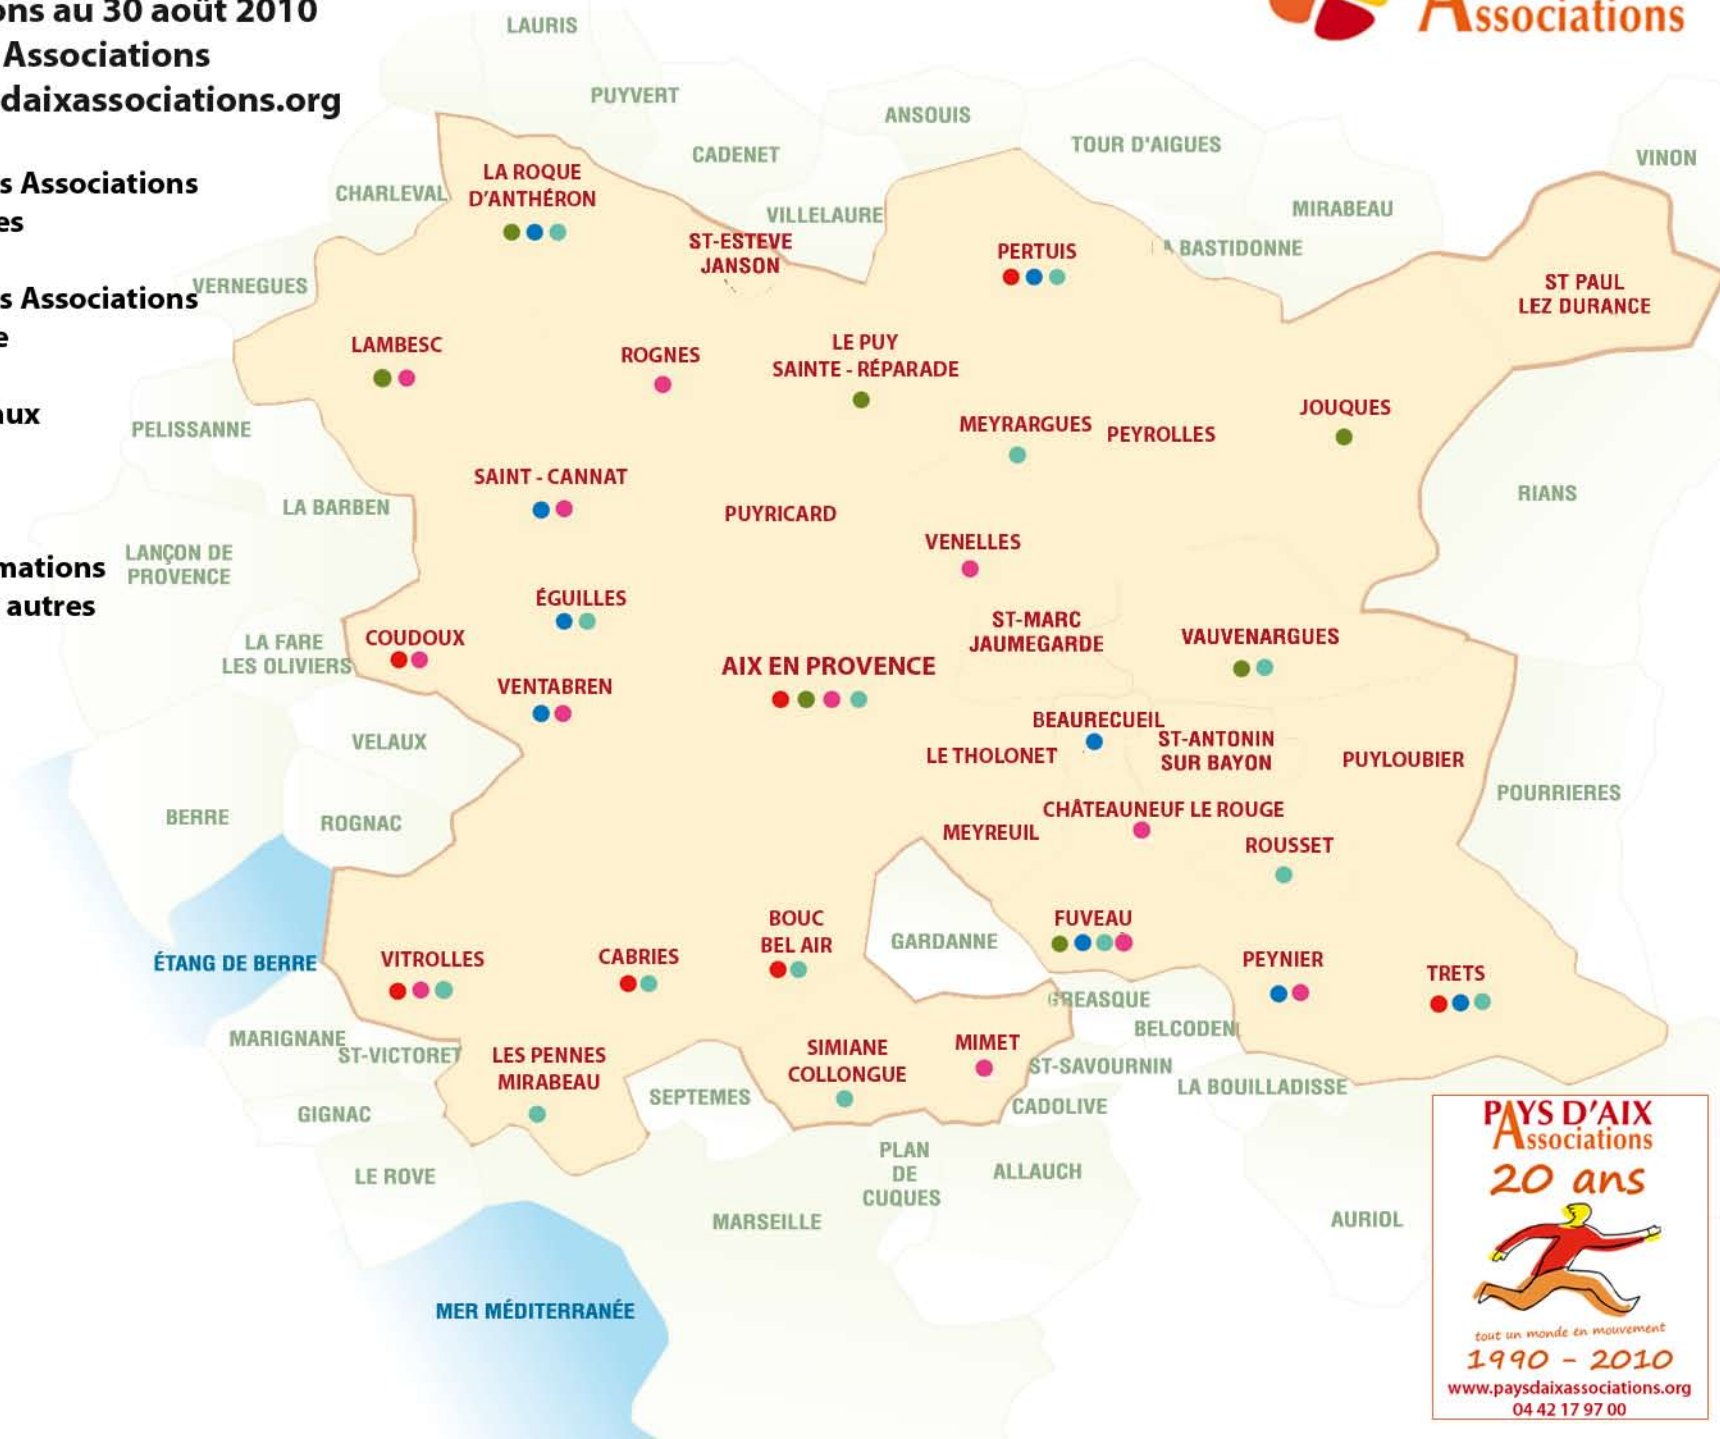 ons au 30 août 2010
Associations
daixassociations.org
s Associations
es
s Associations
e
aux
mations
autres
Associations
LAURIS
PUYVERT
CADENET
ANSOUIS
TOUR D'AIGUES
VINON
CHARLEVAL
LA ROQUE
D'ANTHÉRON
VILLELAURE
MIRABEAU
ST-ESTEVE
JANSON
PERTUIS
LA BASTIDONNE
VERNEGUES
ST PAUL
LEZ DURANCE
LAMBESC
ROGNES
LE PUY
SAINTE - RÉPARADE
JOUQUES
PELISSANNE
MEYRARGUES
PEYROLLES
SAINT - CANNAT
RIANS
LA BARBEN
PUYRICARD
VENELLES
LANÇON DE
PROVENCE
ÉGUILLES
ST-MARC
JAUMEGARDE
VAUVENARGUES
LA FARE
LES OLIVIERS
COUDOUX
AIX EN PROVENCE
VENTABREN
BEAURECUEIL
VELAUX
LE THOLONET
ST-ANTONIN
SUR BAYON
PUYLOUBIER
POURRIERES
BERRE
ROGNAC
CHÂTEAUNEUF LE ROUGE
MEYREUIL
ROUSSET
BOUC
BEL AIR
FUVEAU
GARDANNE
ÉTANG DE BERRE
VITROLLES
CABRIES
PEYNIER
TRETS
GREASQUE
BELCODENE
MARIGNANE
ST-VICTORET
LES PENNES
MIRABEAU
SIMIANE
COLLONGUE
MIMET
ST-SAVOURNIN
LA BOUILLADISSE
SEPTEMES
CADOLIVE
GIGNAC
LE ROVE
PLAN
DE
CUQUES
ALLAUCH
MARSEILLE
AURIOL
MER MÉDITERRANÉE
PAYS D'AIX
Associations
20 ans
tout un monde en mouvement
1990 - 2010
www.paysdaixassociations.org
04 42 17 97 00